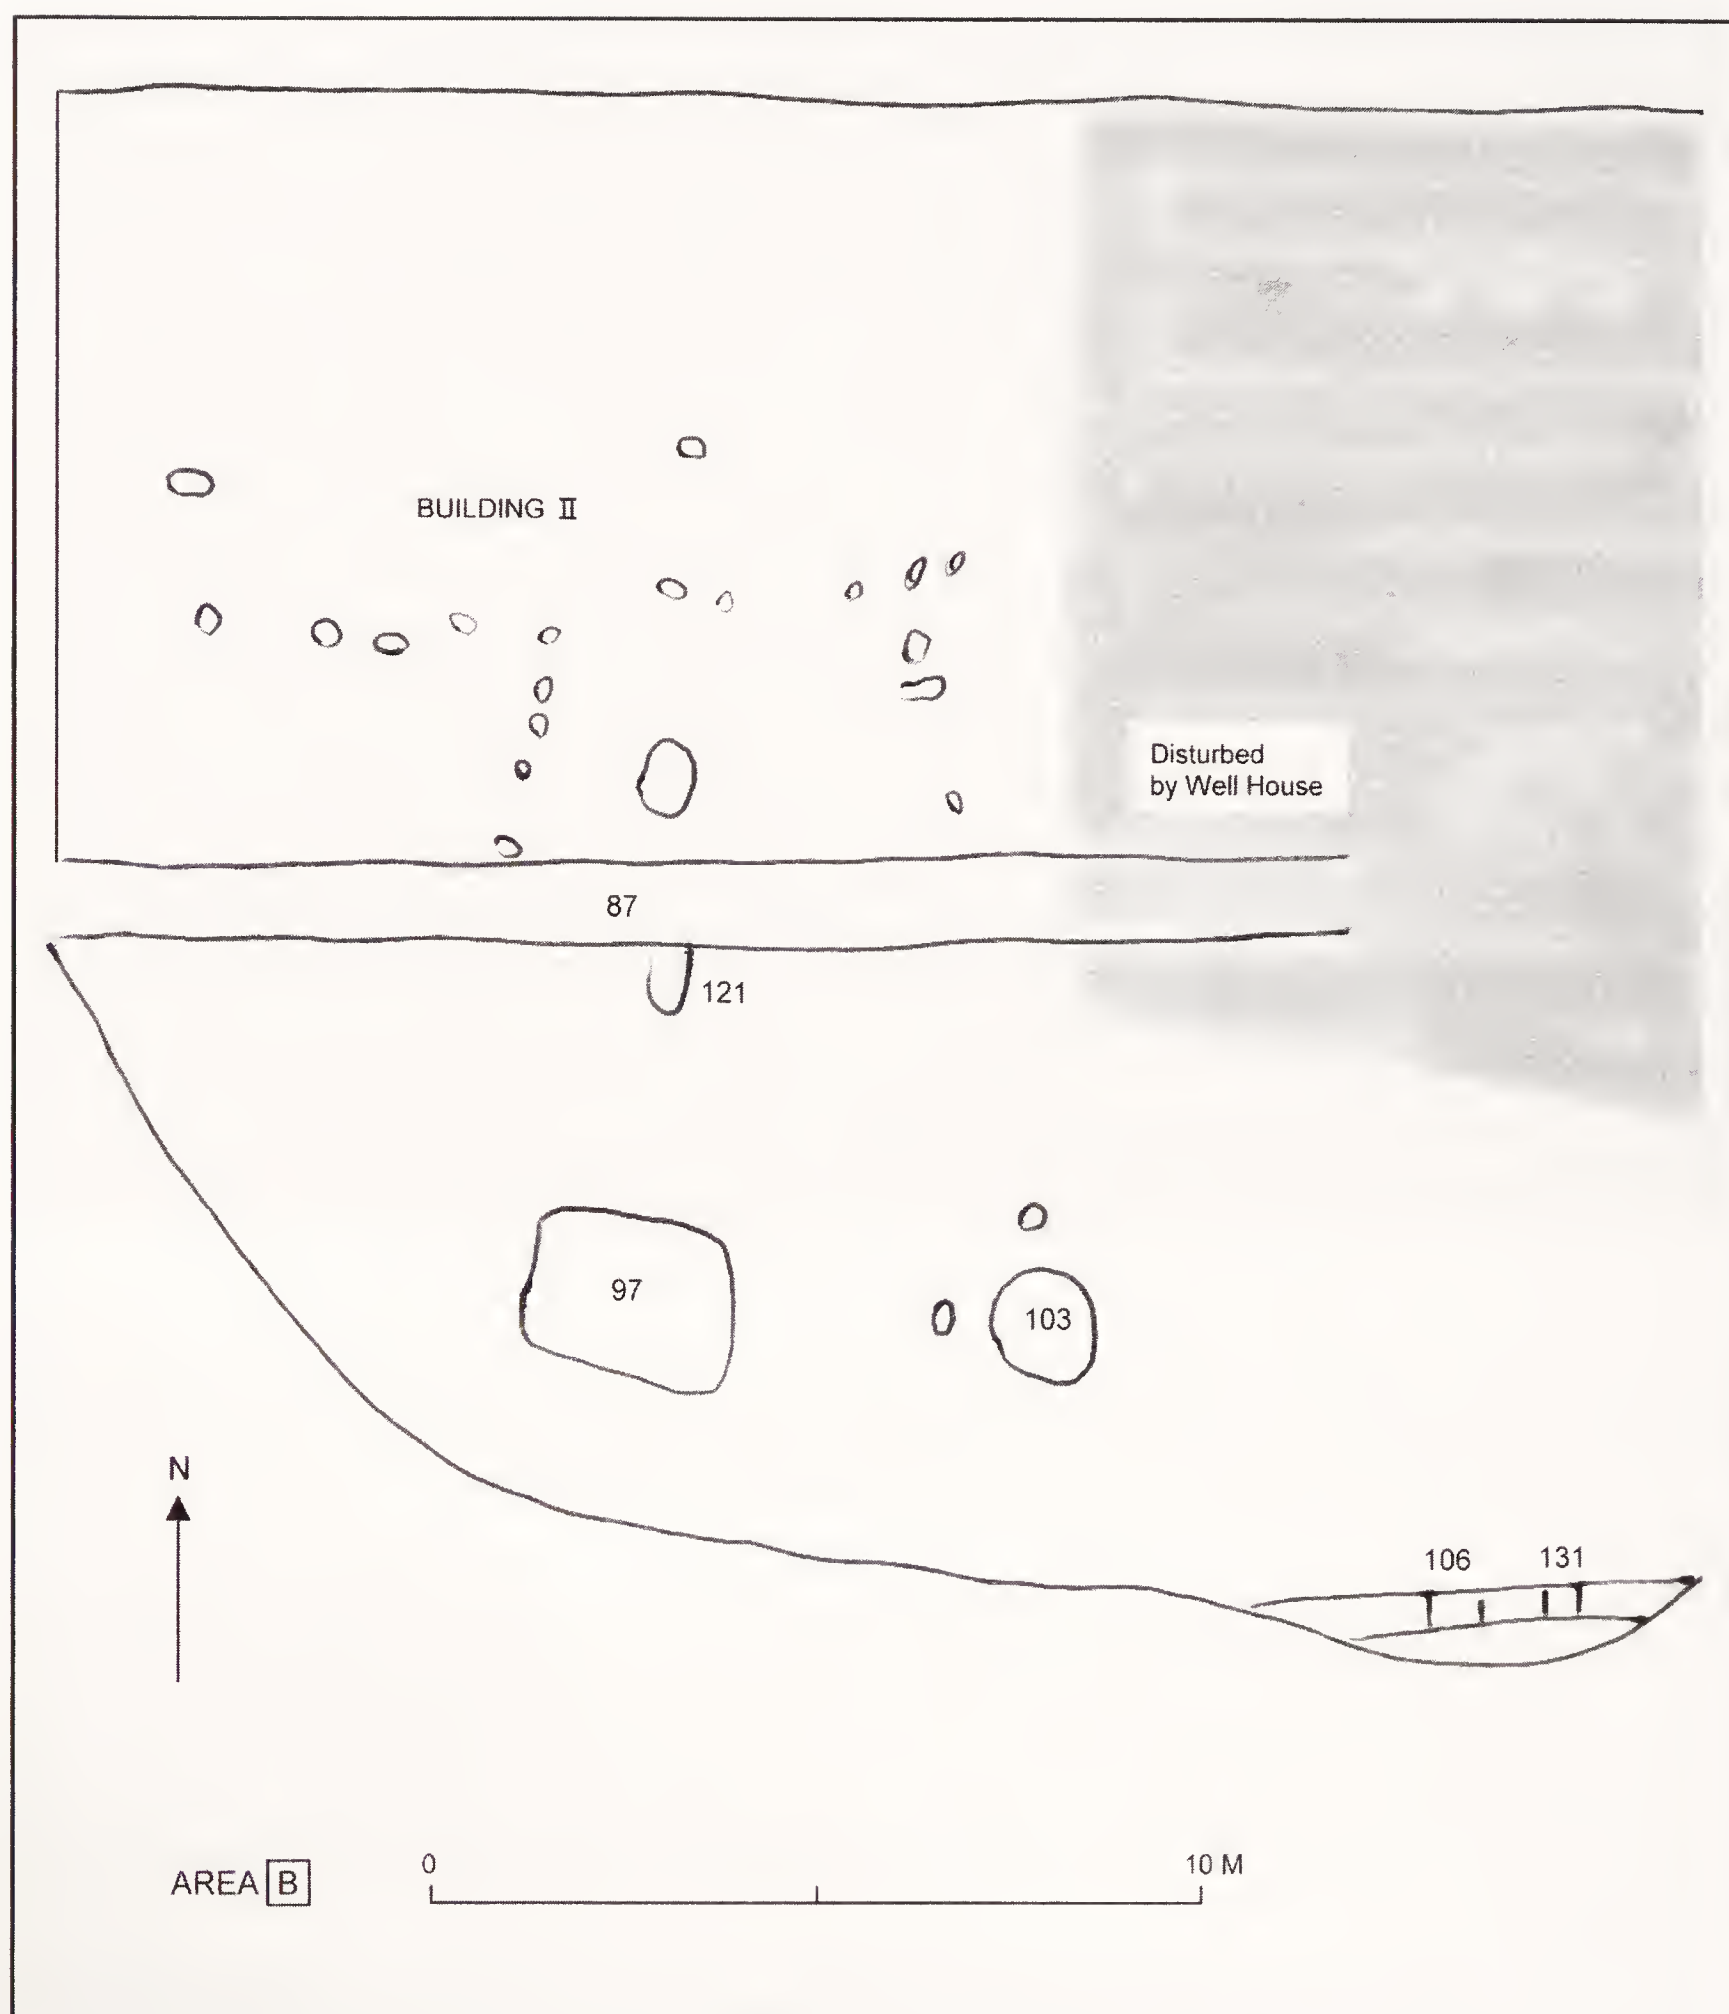 BUILDING II
Disturbed
by Well House
87
121
97
103
N
106
131
AREA B
0
10 M